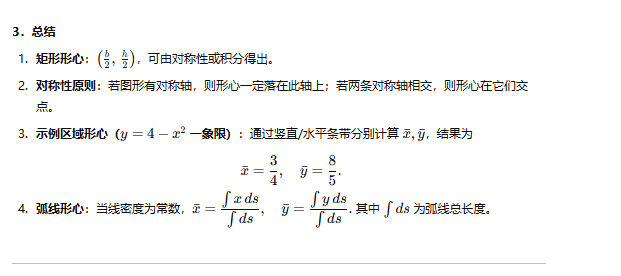 3. 总结
1. 矩形形心：(b/2, h/2)，可由对称性或积分得出。
2. 对称性原则：若图形有对称轴，则形心一定落在此轴上；若两条对称轴相交，则形心在它们交
点。
3. 示例区域形心（y = 4 − x² 一象限）：通过竖直/水平条带分别计算 x̄, ȳ，结果为
x̄ = 3/4, ȳ = 8/5.
4. 弧线形心：当线密度为常数，x̄ = ∫ x ds / ∫ ds, ȳ = ∫ y ds / ∫ ds. 其中 ∫ ds 为弧线总长度。